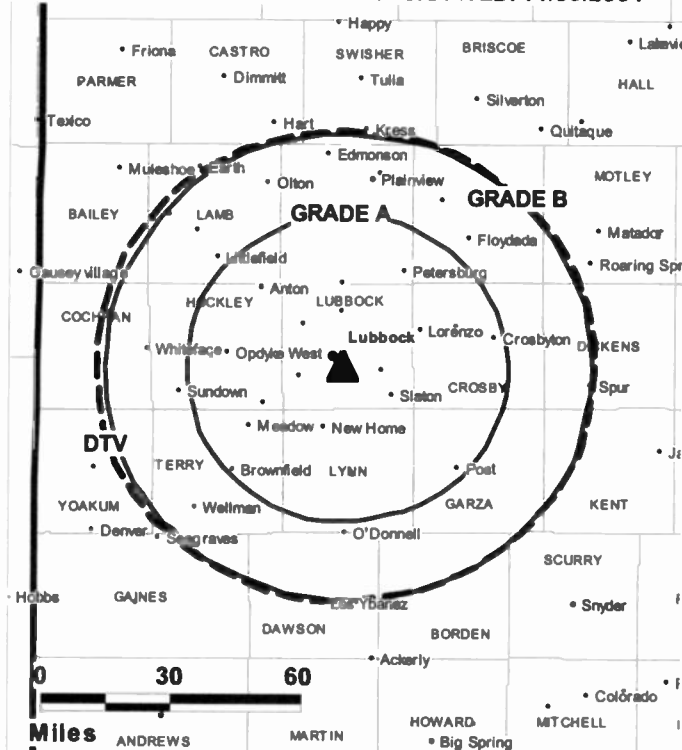 Happy
Friona
CASTRO
SWISHER
BRISCOE
PARMER
Dimmitt
Tulia
HALL
Silverton
Texico
Hart
Kress
Quitaque
Edmonson
Muleshoe
Earth
Olton
Plainview
MOTLEY
GRADE B
BAILEY
LAMB
GRADE A
Matador
Floydada
Littlefield
Roaring Spr
Causey village
Petersburg
Anton
HOCKLEY
LUBBOCK
COCHRAN
Lubbock
Lorenzo
Crosbyton
DICKENS
Whiteface
Opdyke West
Sundown
Slaton
CROSBY
Spur
Meadow
New Home
DTV
TERRY
Brownfield
LYNN
Post
YOAKUM
Wellman
GARZA
KENT
Denver
Seagraves
O'Donnell
SCURRY
Hobbs
GAINES
Los Ybanez
Snyder
DAWSON
BORDEN
Ackerly
0 30 60
Colorado
Miles
ANDREWS
MARTIN
HOWARD
MITCHELL
Big Spring